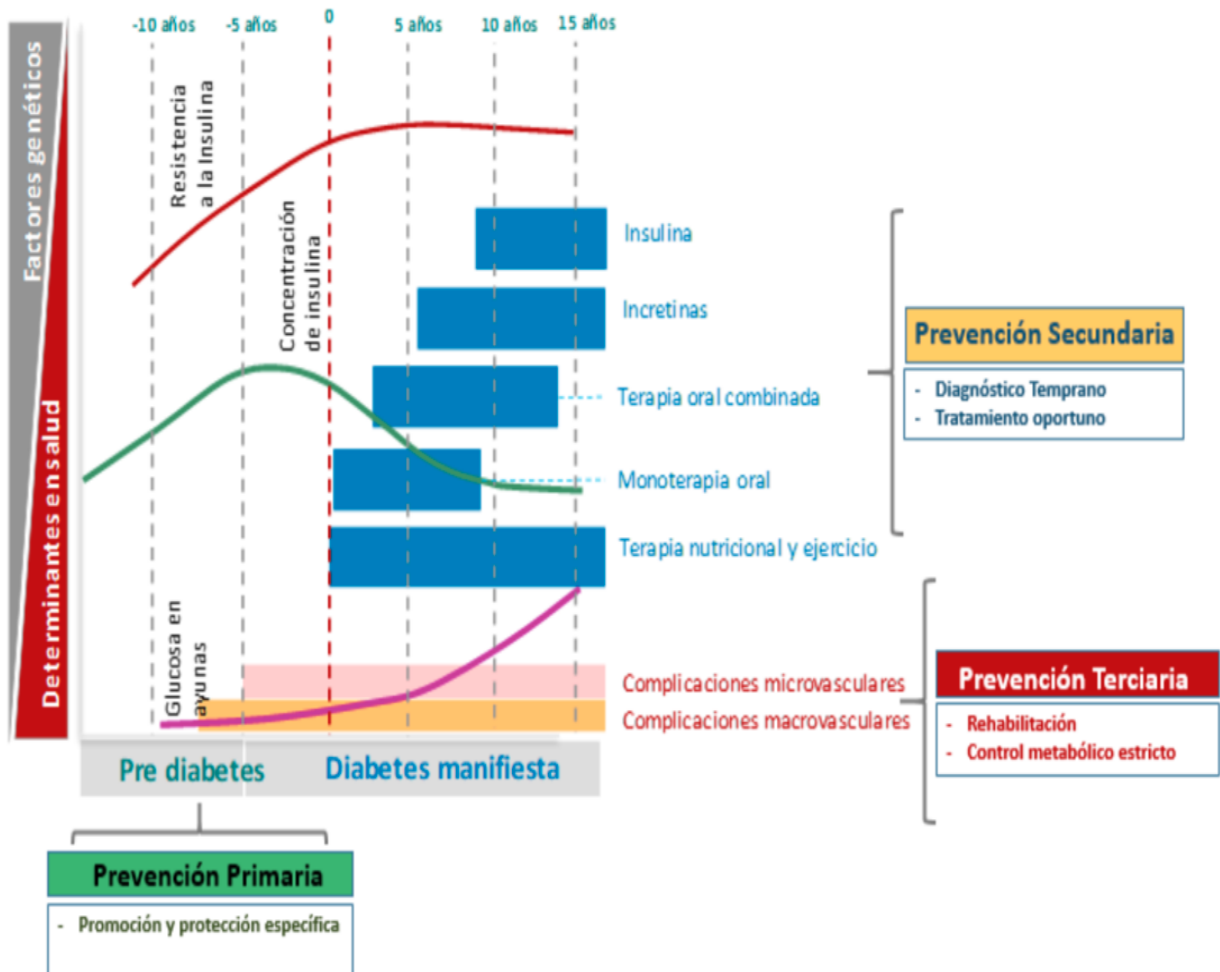 -10 años
-5 años
0
5 años
10 años
15 años
Factores genéticos
Determinantes ensalud
Resistencia
a la Insulina
Concentración
de insulina
Glucosa en
ayunas
Insulina
Incretinas
Terapia oral combinada
Monoterapia oral
Terapia nutricional y ejercicio
Complicaciones microvasculares
Complicaciones macrovasculares
Prevención Secundaria
- Diagnóstico Temprano
- Tratamiento oportuno
Prevención Terciaria
- Rehabilitación
- Control metabólico estricto
Pre diabetes
Diabetes manifiesta
Prevención Primaria
- Promoción y protección específica